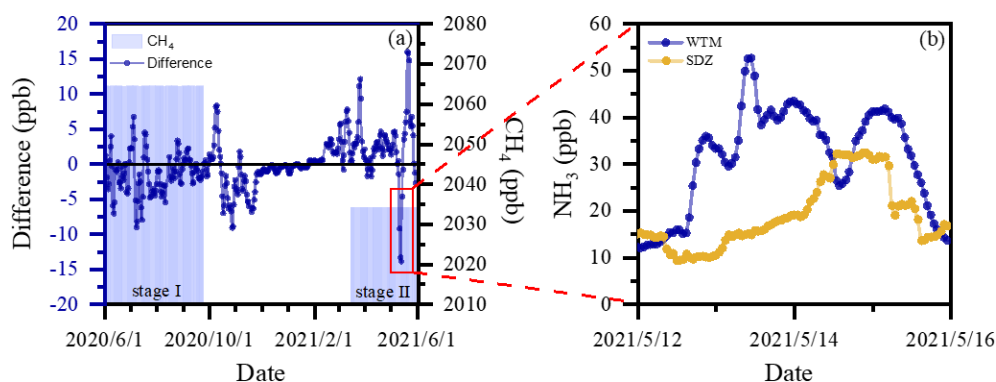 20
15
10
5
0
-5
-10
-15
-20
Difference (ppb)
CH4
Difference
(a)
stage I
stage II
2020/6/1
2020/10/1
2021/2/1
2021/6/1
Date
2080
2070
2060
2050
2040
2030
2020
2010
CH4 (ppb)
60
50
40
30
20
10
0
NH3 (ppb)
WTM
SDZ
(b)
2021/5/12
2021/5/14
2021/5/16
Date